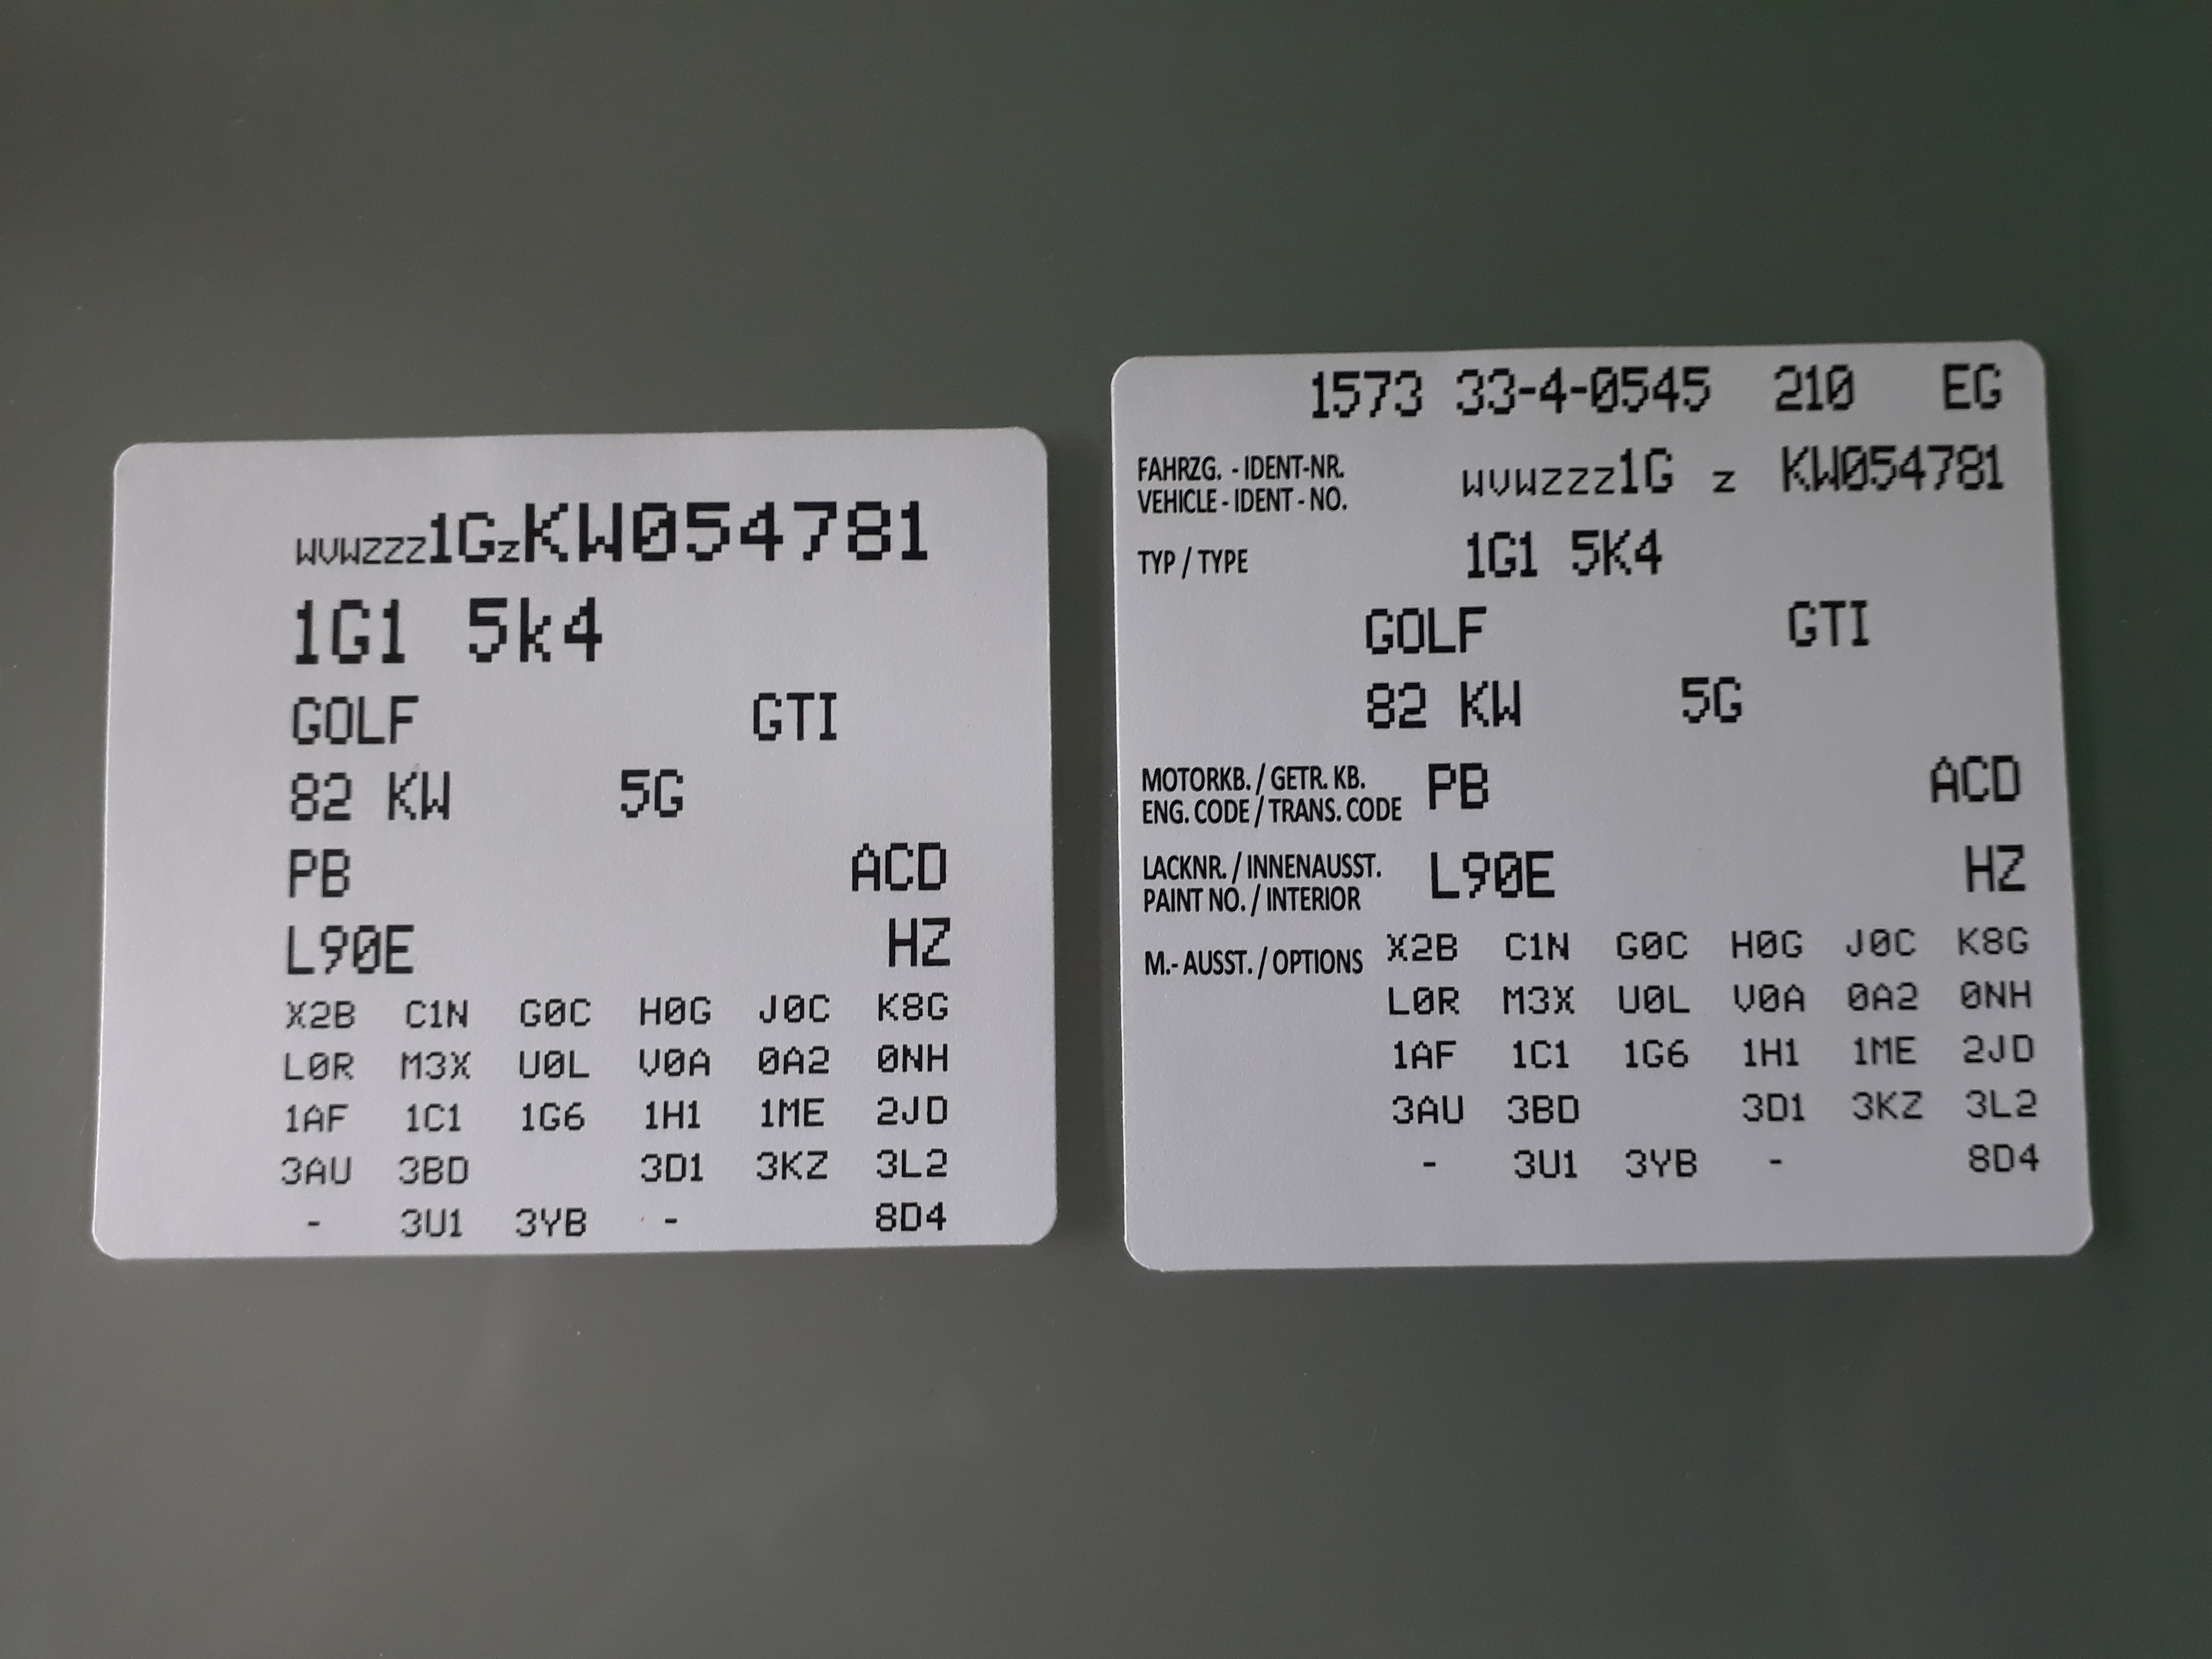 wvwzzz1GzKW054781
1G1 5k4
GOLF GTI
82 KW 5G
PB ACD
L90E HZ
X2B C1N G0C H0G J0C K8G
L0R M3X U0L V0A 0A2 0NH
1AF 1C1 1G6 1H1 1ME 2JD
3AU 3BD 3D1 3KZ 3L2
- 3U1 3YB - 8D4
1573 33-4-0545 210 EG
FAHRZG. - IDENT-NR.
VEHICLE - IDENT - NO.
wvwzzz1G z KW054781
TYP / TYPE 1G1 5K4
GOLF GTI
82 KW 5G
MOTORKB. / GETR. KB.
ENG. CODE / TRANS. CODE
PB ACD
LACKNR. / INNENAUSST.
PAINT NO. / INTERIOR
L90E HZ
M.- AUSST. / OPTIONS X2B C1N G0C H0G J0C K8G
L0R M3X U0L V0A 0A2 0NH
1AF 1C1 1G6 1H1 1ME 2JD
3AU 3BD 3D1 3KZ 3L2
- 3U1 3YB - 8D4